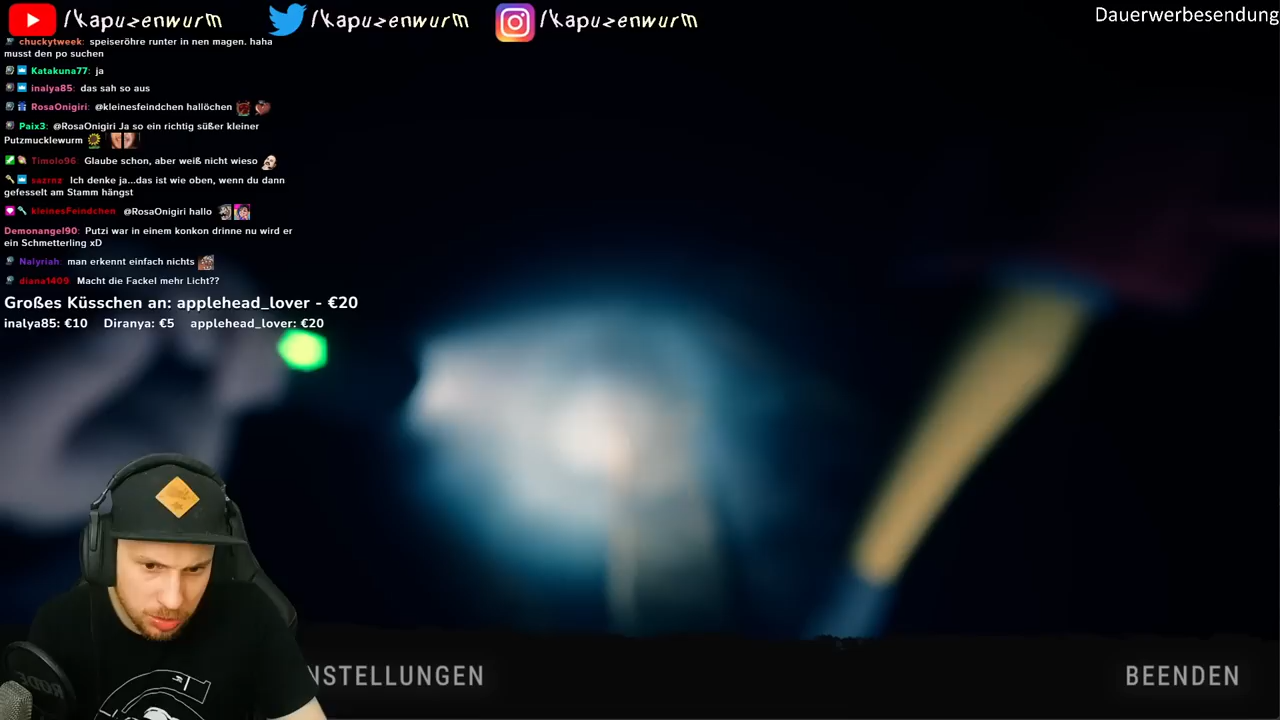 /kapuzenwurm /kapuzenwurm /kapuzenwurm Dauerwerbesendung
chuckytweek: speiseröhre runter in nen magen. haha
musst den po suchen
Katakuna77: ja
inalya85: das sah so aus
RosaOnigiri: @kleinesfeindchen hallöchen
Paix3: @RosaOnigiri Ja so ein richtig süßer kleiner
Putzmucklewurm
Timolo96 Glaube schon, aber weiß nicht wieso
sazrnz Ich denke ja...das ist wie oben, wenn du dann
gefesselt am Stamm hängst
kleinesFeindchen @RosaOnigiri hallo
Demonangel90: Putzi war in einem konkon drinne nu wird er
ein Schmetterling xD
Nalyriah: man erkennt einfach nichts
diana1409 Macht die Fackel mehr Licht??
Großes Küsschen an: applehead_lover - €20
inalya85: €10 Diranya: €5 applehead_lover: €20
NSTELLUNGEN BEENDEN